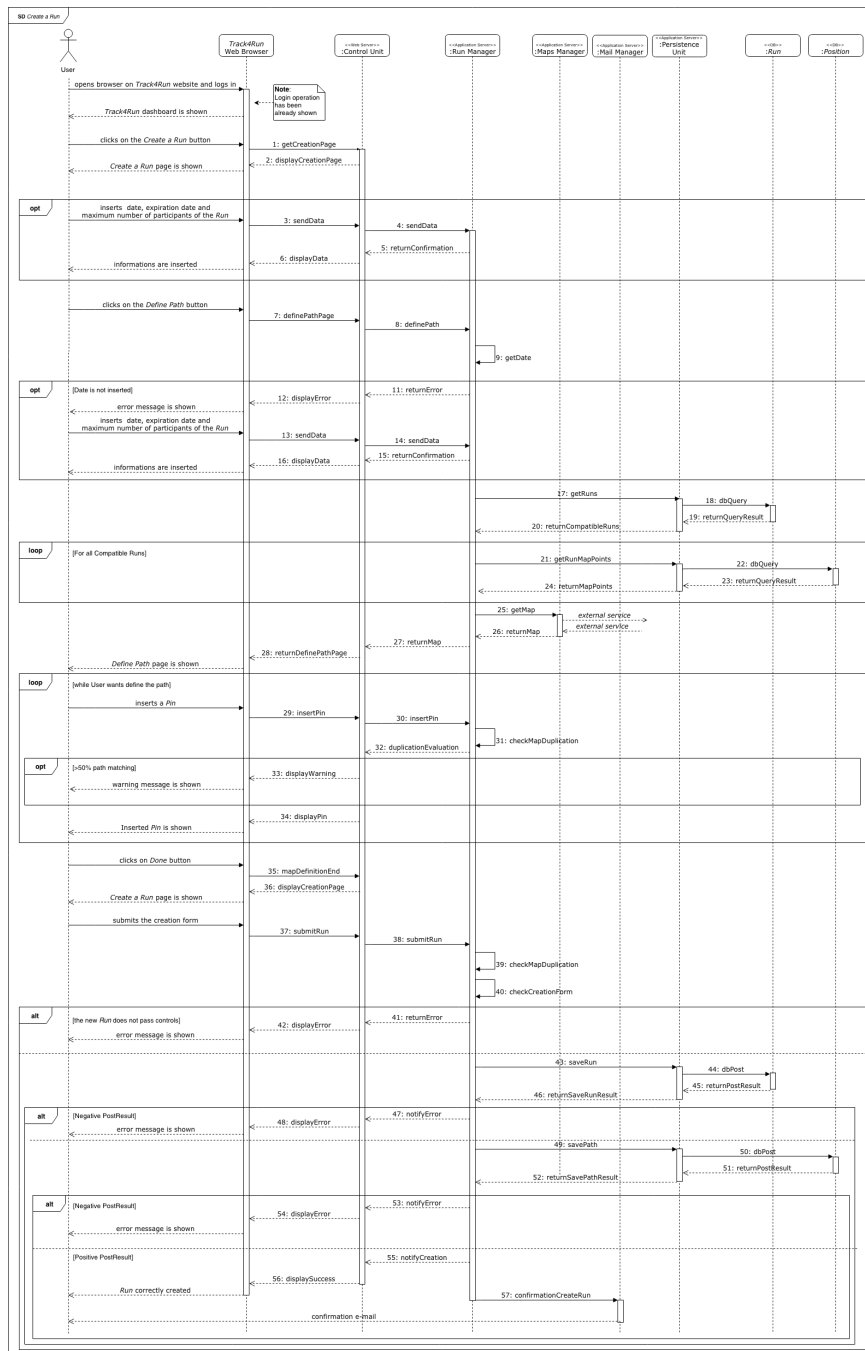 SD Create a Run
User
Track4Run
Web Browser
<<Web Server>>
:Control Unit
<<Application Server>>
:Run Manager
<<Application Server>>
:Maps Manager
<<Application Server>>
:Mail Manager
<<Application Server>>
:Persistence
Unit
<<DB>>
:Run
<<DB>>
:Position
opens browser on Track4Run website and logs in
Note:
Login operation
has been
already shown
Track4Run dashboard is shown
clicks on the Create a Run button
1: getCreationPage
2: displayCreationPage
Create a Run page is shown
opt
inserts date, expiration date and
maximum number of participants of the Run
3: sendData
4: sendData
5: returnConfirmation
6: displayData
informations are inserted
clicks on the Define Path button
7: definePathPage
8: definePath
9: getDate
opt
[Date is not inserted]
11: returnError
12: displayError
error message is shown
inserts date, expiration date and
maximum number of participants of the Run
13: sendData
14: sendData
15: returnConfirmation
16: displayData
informations are inserted
17: getRuns
18: dbQuery
19: returnQueryResult
20: returnCompatibleRuns
loop
[For all Compatible Runs]
21: getRunMapPoints
22: dbQuery
23: returnQueryResult
24: returnMapPoints
25: getMap
external service
external service
26: returnMap
27: returnMap
28: returnDefinePathPage
Define Path page is shown
loop
[while User wants define the path]
inserts a Pin
29: insertPin
30: insertPin
31: checkMapDuplication
32: duplicationEvaluation
opt
[>50% path matching]
33: displayWarning
warning message is shown
34: displayPin
Inserted Pin is shown
clicks on Done button
35: mapDefinitionEnd
36: displayCreationPage
Create a Run page is shown
submits the creation form
37: submitRun
38: submitRun
39: checkMapDuplication
40: checkCreationForm
alt
[the new Run does not pass controls]
41: returnError
42: displayError
error message is shown
43: saveRun
44: dbPost
45: returnPostResult
46: returnSaveRunResult
alt
[Negative PostResult]
47: notifyError
48: displayError
error message is shown
49: savePath
50: dbPost
51: returnPostResult
52: returnSavePathResult
alt
[Negative PostResult]
53: notifyError
54: displayError
error message is shown
[Positive PostResult]
55: notifyCreation
56: displaySuccess
Run correctly created
57: confirmationCreateRun
confirmation e-mail